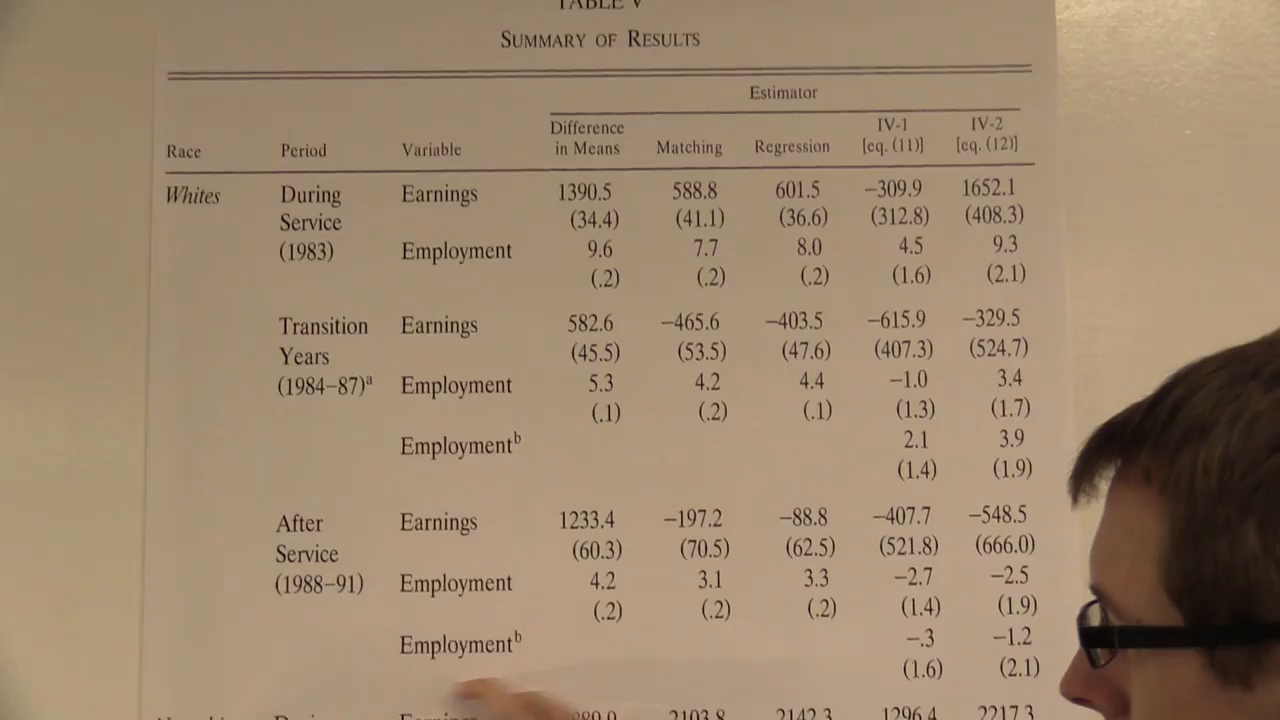 TABLE V
SUMMARY OF RESULTS
Estimator
Race Period Variable Difference in Means Matching Regression IV-1 [eq. (11)] IV-2 [eq. (12)]
Whites During Earnings 1390.5 588.8 601.5 −309.9 1652.1
Service (34.4) (41.1) (36.6) (312.8) (408.3)
(1983) Employment 9.6 7.7 8.0 4.5 9.3
(.2) (.2) (.2) (1.6) (2.1)
Transition Earnings 582.6 −465.6 −403.5 −615.9 −329.5
Years (45.5) (53.5) (47.6) (407.3) (524.7)
(1984–87)ᵃ Employment 5.3 4.2 4.4 −1.0 3.4
(.1) (.2) (.1) (1.3) (1.7)
Employmentᵇ 2.1 3.9
(1.4) (1.9)
After Earnings 1233.4 −197.2 −88.8 −407.7 −548.5
Service (60.3) (70.5) (62.5) (521.8) (666.0)
(1988–91) Employment 4.2 3.1 3.3 −2.7 −2.5
(.2) (.2) (.2) (1.4) (1.9)
Employmentᵇ −.3 −1.2
(1.6) (2.1)
Earnings 2103.8 2142.3 1296.4 2217.3